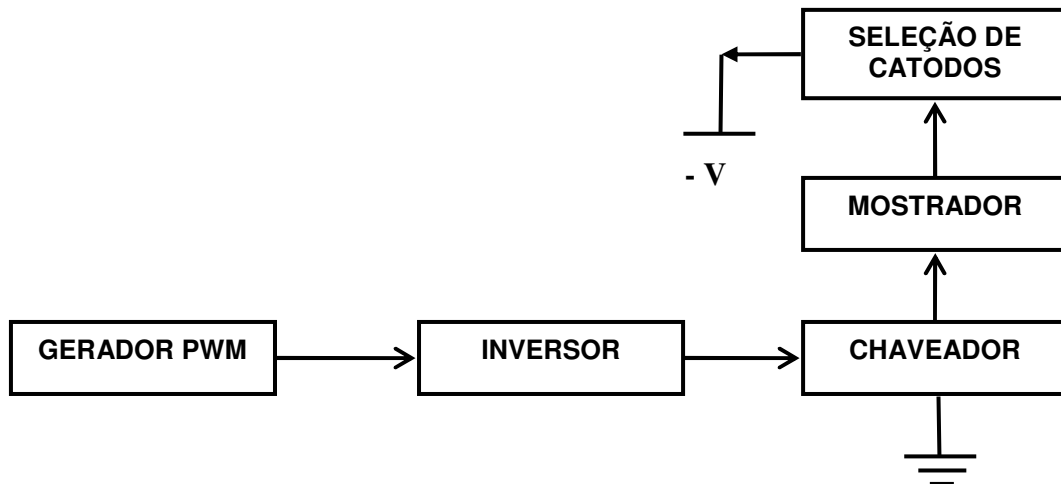 SELEÇÃO DE
CATODOS
- V
MOSTRADOR
GERADOR PWM
INVERSOR
CHAVEADOR